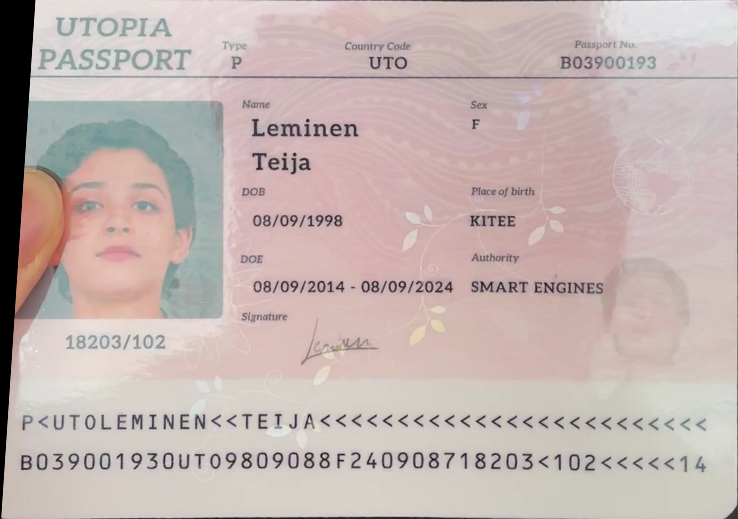 UTOPIA
PASSPORT
Type
P
Country Code
UTO
Passport No.
B03900193
Name
Leminen
Teija
Sex
F
DOB
08/09/1998
Place of birth
KITEE
DOE
08/09/2014 - 08/09/2024
Authority
SMART ENGINES
Signature
Leminen
18203/102
P<UTOLEMINEN<<TEIJA<<<<<<<<<<<<<<<<<<<<<<<<<
B039001930UTO9809088F240908718203<102<<<<<14